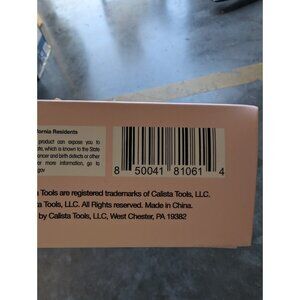 ifornia Residents
product can expose you to
which is known to the State
ancer and birth defects or other
or more information, go to
gov
8 50041 81061 4
Tools are registered trademarks of Calista Tools, LLC.
sta Tools, LLC. All Rights reserved. Made in China.
by Calista Tools, LLC, West Chester, PA 19382